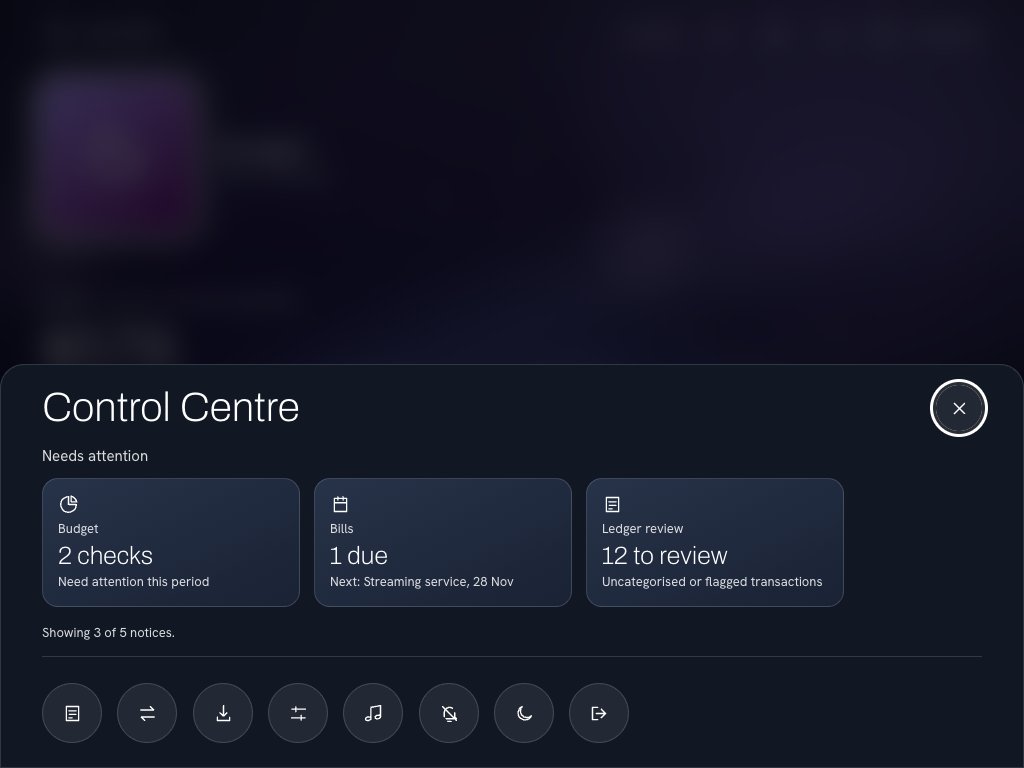 Control Centre
Needs attention
Budget
2 checks
Need attention this period
Bills
1 due
Next: Streaming service, 28 Nov
Ledger review
12 to review
Uncategorised or flagged transactions
Showing 3 of 5 notices.